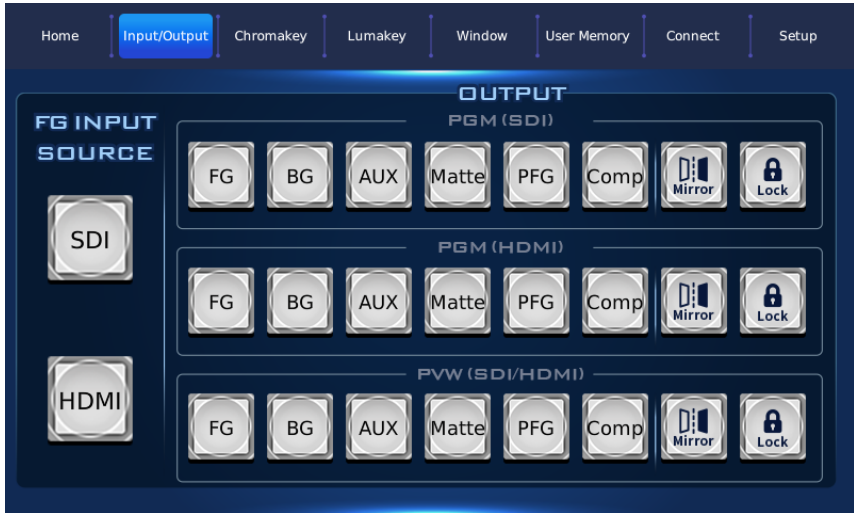 Home Input/Output Chromakey Lumakey Window User Memory Connect Setup
OUTPUT
FG INPUT
SOURCE
SDI
HDMI
PGM (SDI)
FG BG AUX Matte PFG Comp Mirror Lock
PGM (HDMI)
FG BG AUX Matte PFG Comp Mirror Lock
PVW (SDI/HDMI)
FG BG AUX Matte PFG Comp Mirror Lock